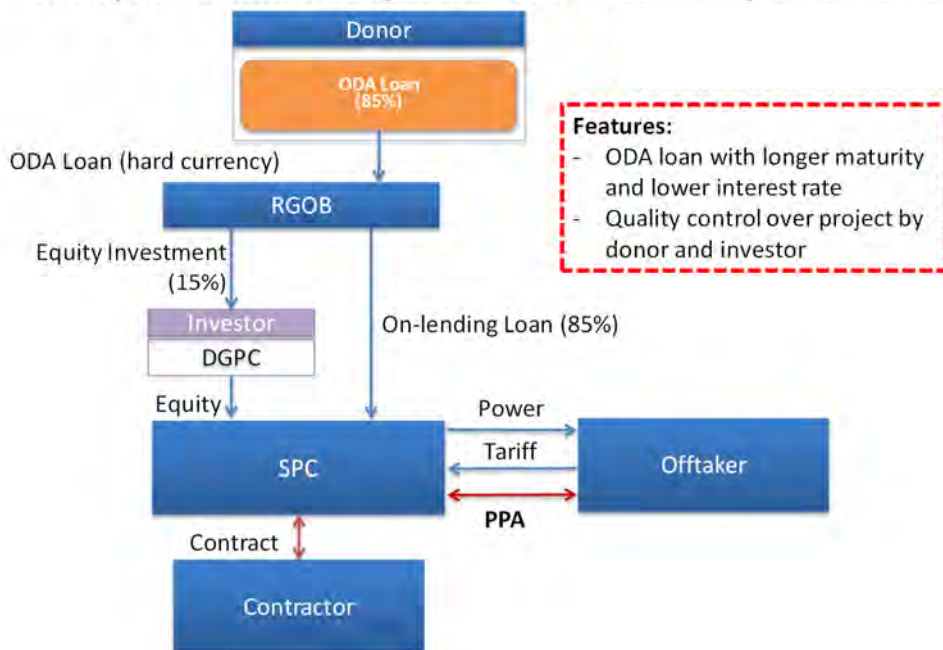 Donor
ODA Loan
(85%)
Features:
- ODA loan with longer maturity
and lower interest rate
- Quality control over project by
donor and investor
ODA Loan (hard currency)
RGOB
Equity Investment
(15%)
On-lending Loan (85%)
Investor
DGPC
Equity
SPC
Power
Tariff
PPA
Offtaker
Contract
Contractor